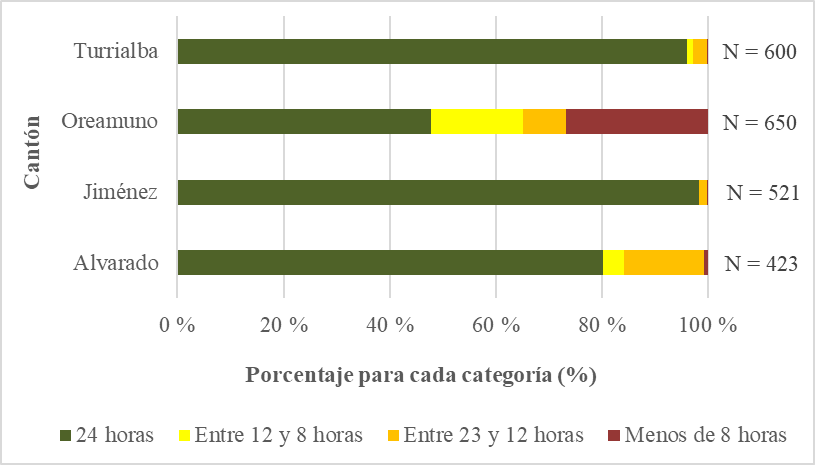 Turrialba N = 600
Oreamuno N = 650
Cantón
Jiménez N = 521
Alvarado N = 423
0 % 20 % 40 % 60 % 80 % 100 %
Porcentaje para cada categoría (%)
24 horas Entre 12 y 8 horas Entre 23 y 12 horas Menos de 8 horas